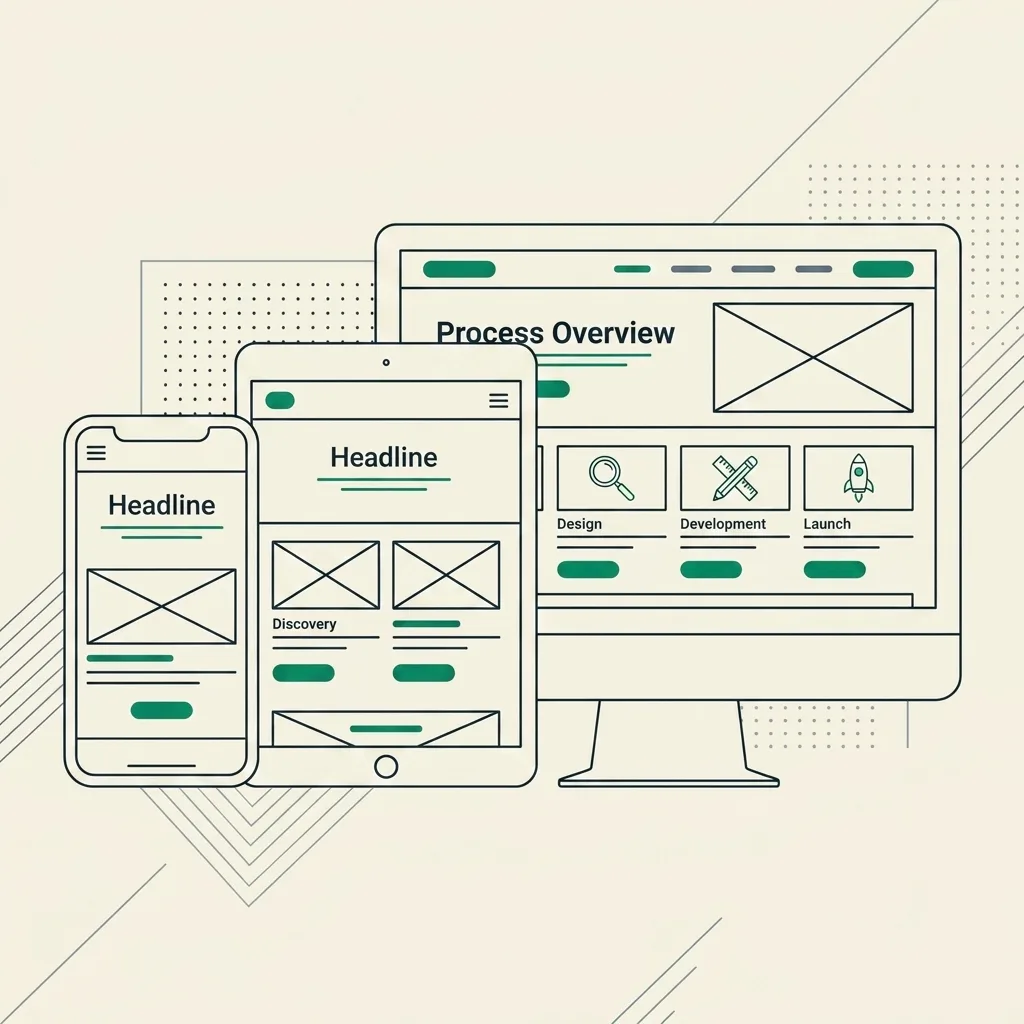 Process Overview
Headline
Headline
Design
Development
Launch
Discovery